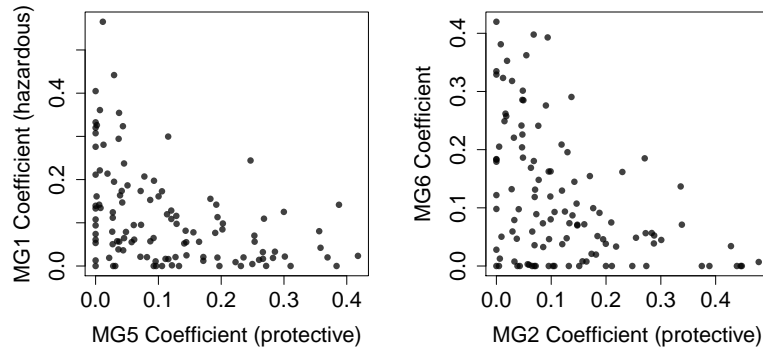 MG1 Coefficient (hazardous)
0.4
0.2
0.0
0.0 0.1 0.2 0.3 0.4
MG5 Coefficient (protective)
MG6 Coefficient
0.4
0.3
0.2
0.1
0.0
0.0 0.1 0.2 0.3 0.4
MG2 Coefficient (protective)